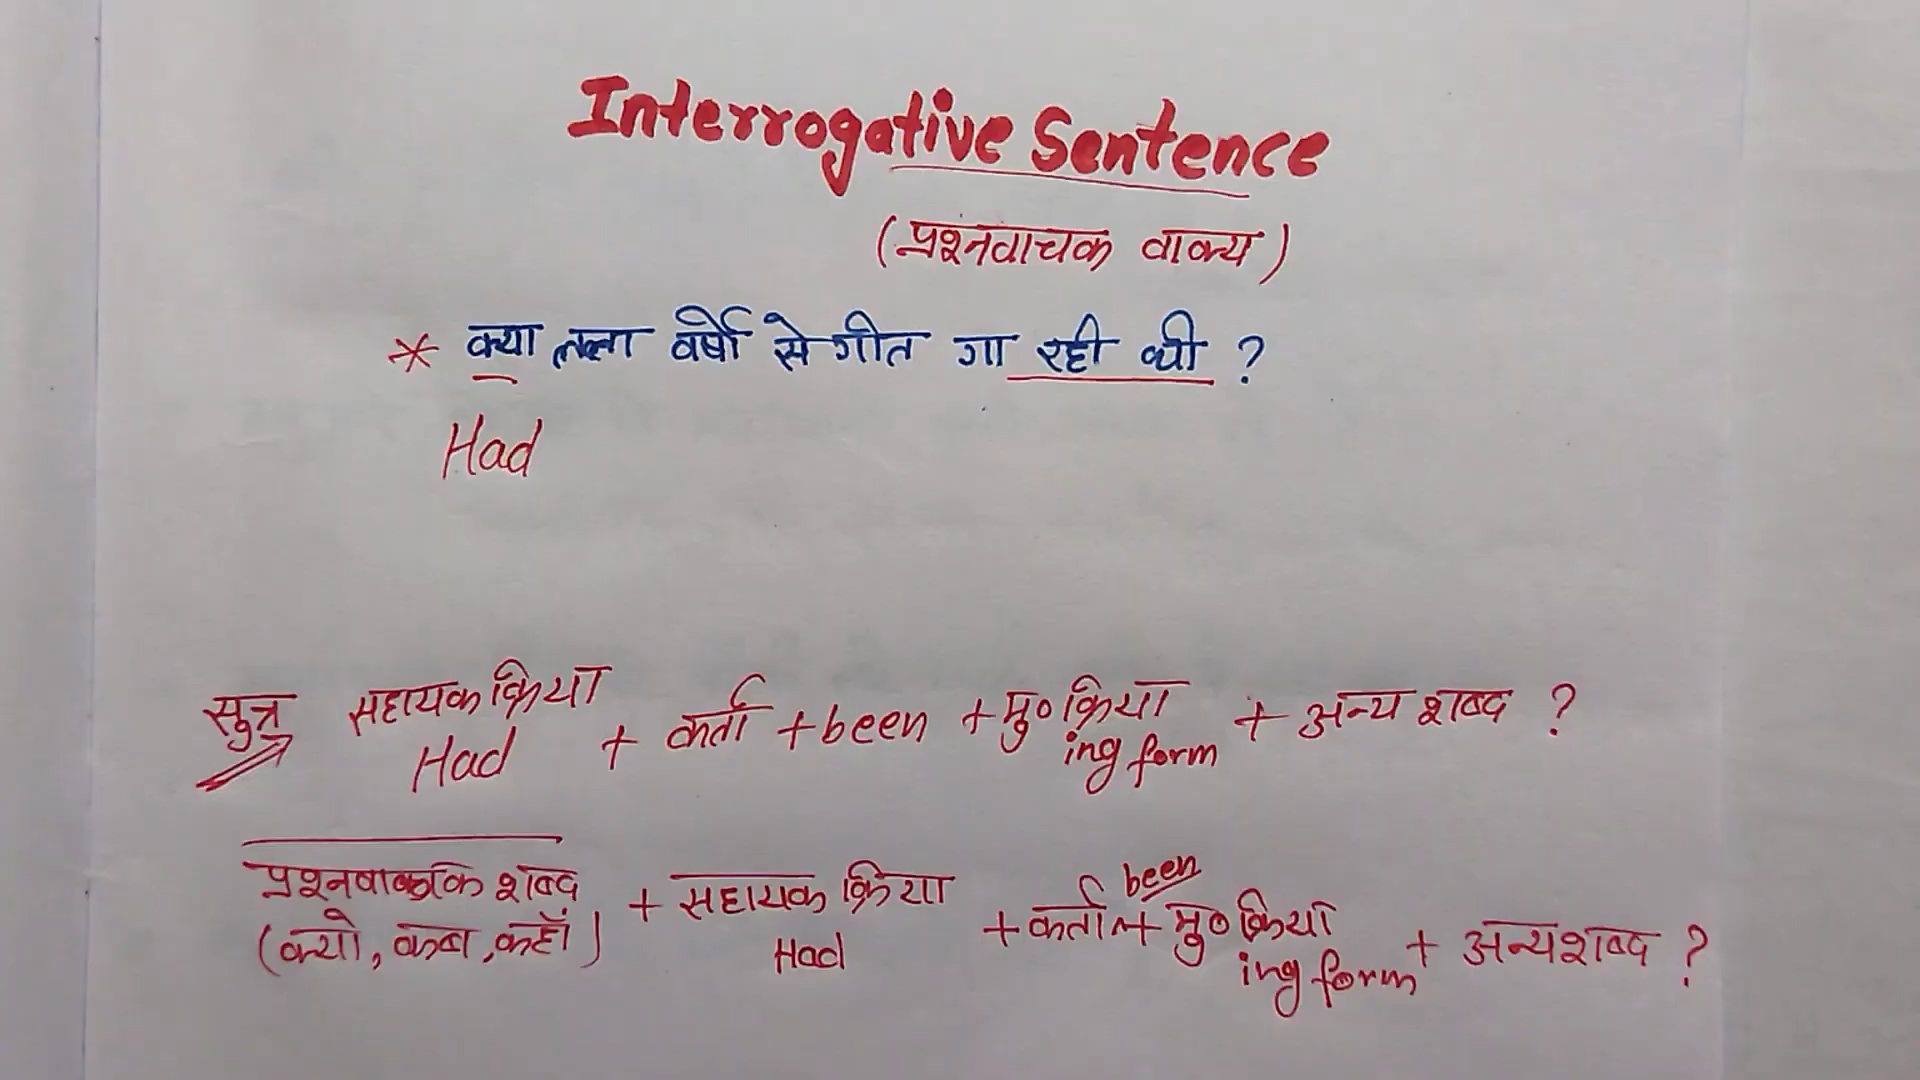 Interrogative Sentence
(प्रश्नवाचक वाक्य)
* क्या लता वर्षो से गीत गा रही थी ?
Had
सुत्र सहायक क्रिया Had + कर्ता + been + मु० क्रिया ing form + अन्य शब्द ?
प्रश्नवाचक शब्द (क्यो, कब, कहाँ) + सहायक क्रिया Had + कर्ता been + मु० क्रिया ing form + अन्य शब्द ?